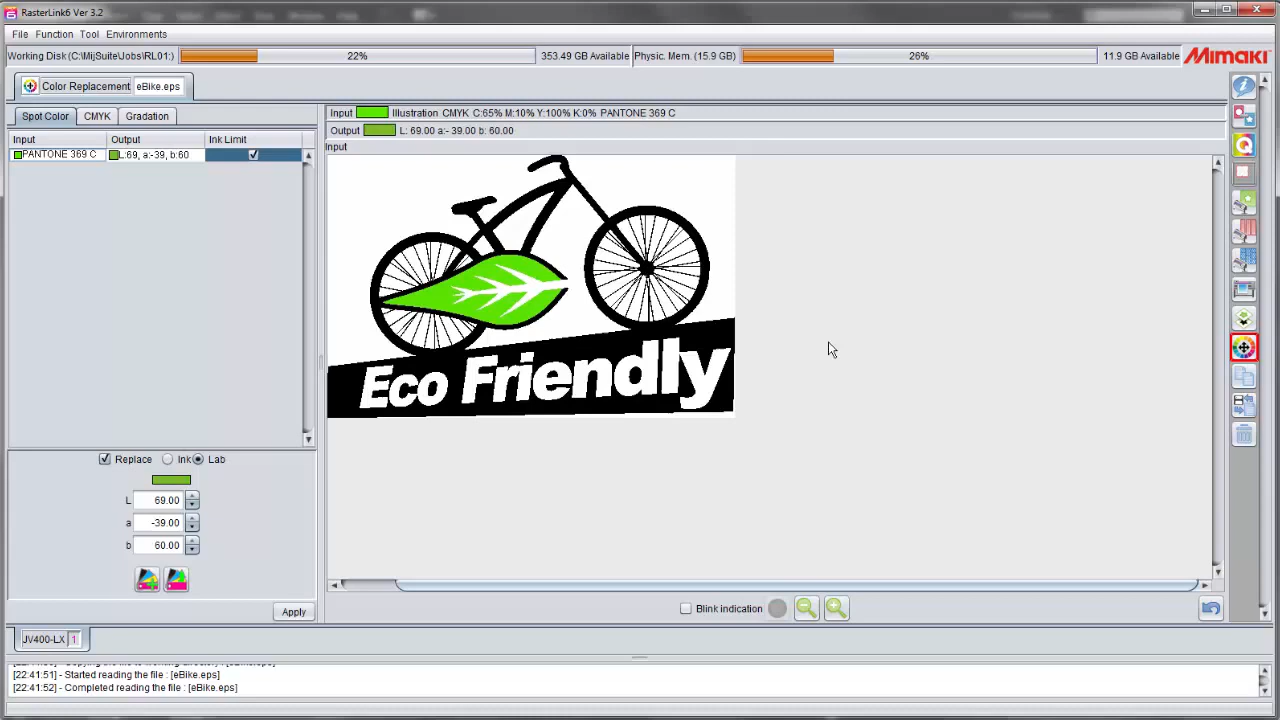 RasterLink6 Ver 3.2
File Function Tool Environments
Working Disk (C:\MijSuite\Jobs\RL01:) 22% 353.49 GB Available Physic. Mem. (15.9 GB) 26% 11.9 GB Available Mimaki
Color Replacement eBike.eps
Spot Color CMYK Gradation
Input Illustration CMYK C:65% M:10% Y:100% K:0% PANTONE 369 C
Output L: 69.00 a:- 39.00 b: 60.00
Input Output Ink Limit
Input
PANTONE 369 C L:69, a:-39, b:60
Eco Friendly
Replace Ink Lab
L 69.00
a -39.00
b 60.00
Apply
Blink indication
JV400-LX 1
[22:41:51] - Started reading the file : [eBike.eps]
[22:41:52] - Completed reading the file : [eBike.eps]